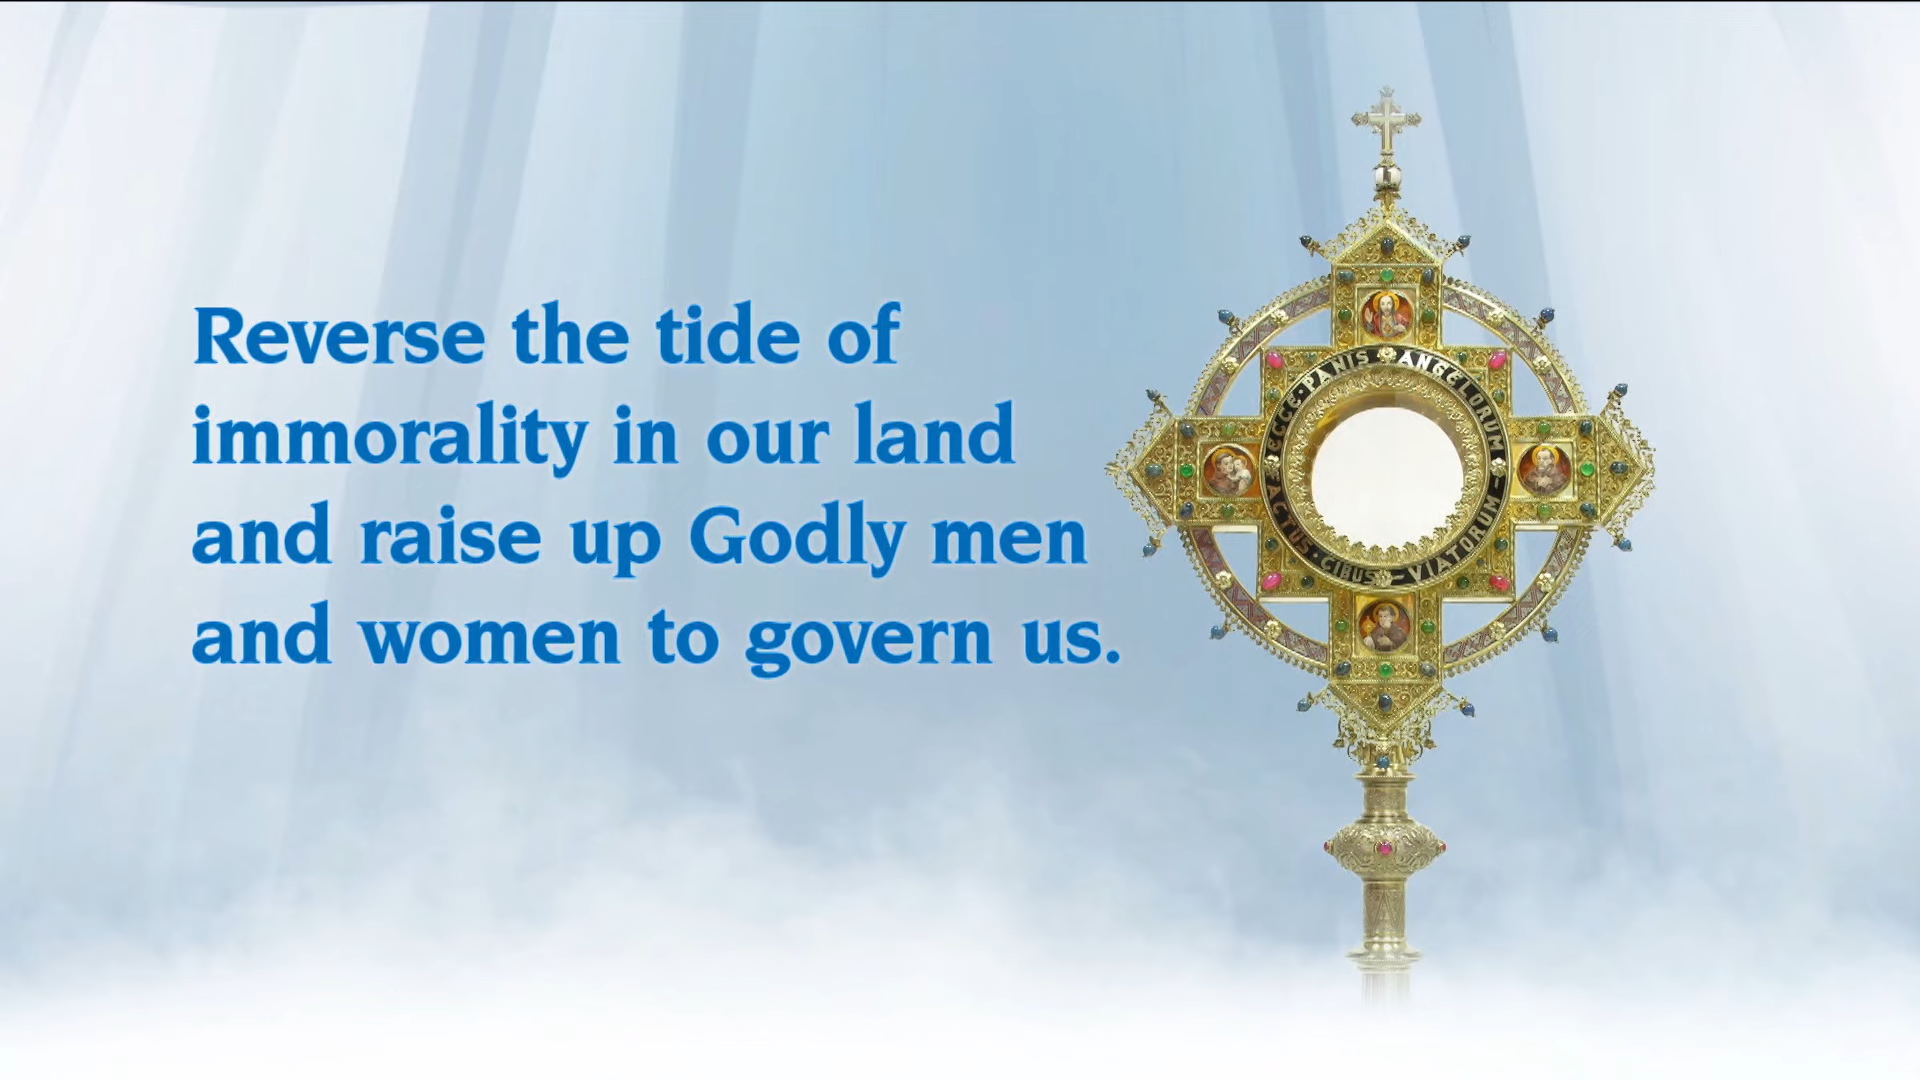 Reverse the tide of
immorality in our land
and raise up Godly men
and women to govern us.
ECCE · PANIS ANGELORUM
FACTUS · CIBUS VIATORUM